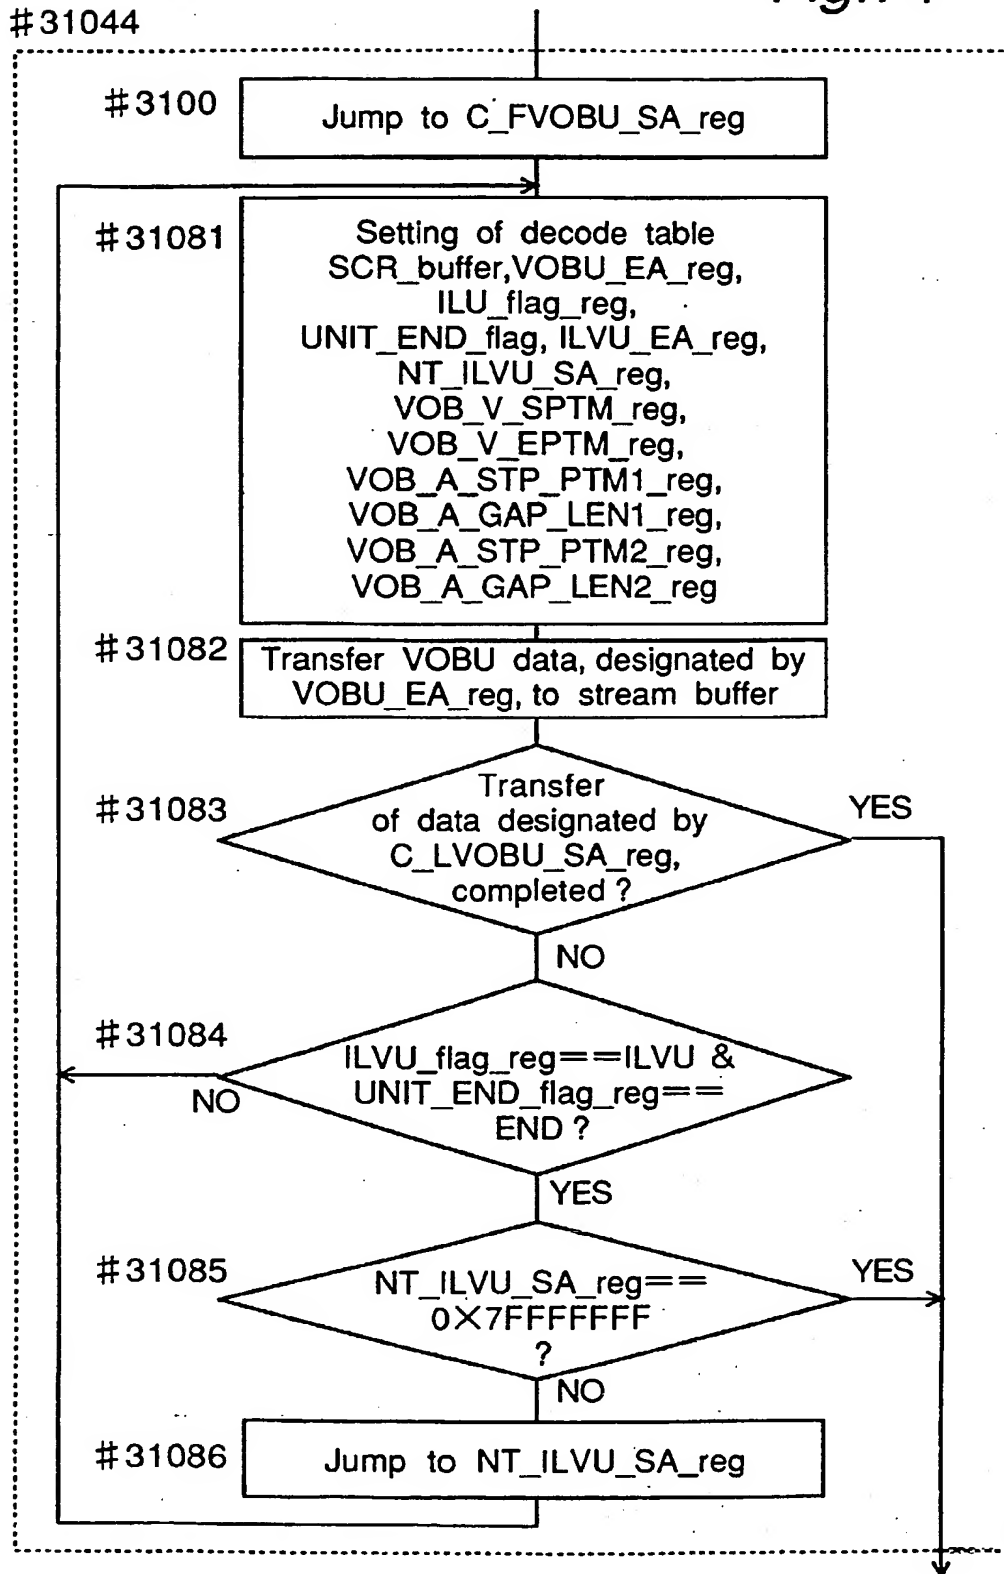 #31044
#3100
Jump to C_FVOBU_SA_reg
#31081
Setting of decode table
SCR_buffer,VOBU_EA_reg,
ILU_flag_reg,
UNIT_END_flag, ILVU_EA_reg,
NT_ILVU_SA_reg,
VOB_V_SPTM_reg,
VOB_V_EPTM_reg,
VOB_A_STP_PTM1_reg,
VOB_A_GAP_LEN1_reg,
VOB_A_STP_PTM2_reg,
VOB_A_GAP_LEN2_reg
#31082
Transfer VOBU data, designated by
VOBU_EA_reg, to stream buffer
#31083
Transfer
of data designated by
C_LVOBU_SA_reg,
completed ?
YES
NO
#31084
ILVU_flag_reg==ILVU &
UNIT_END_flag_reg==
END ?
NO
YES
#31085
NT_ILVU_SA_reg==
0X7FFFFFFF
?
YES
NO
#31086
Jump to NT_ILVU_SA_reg